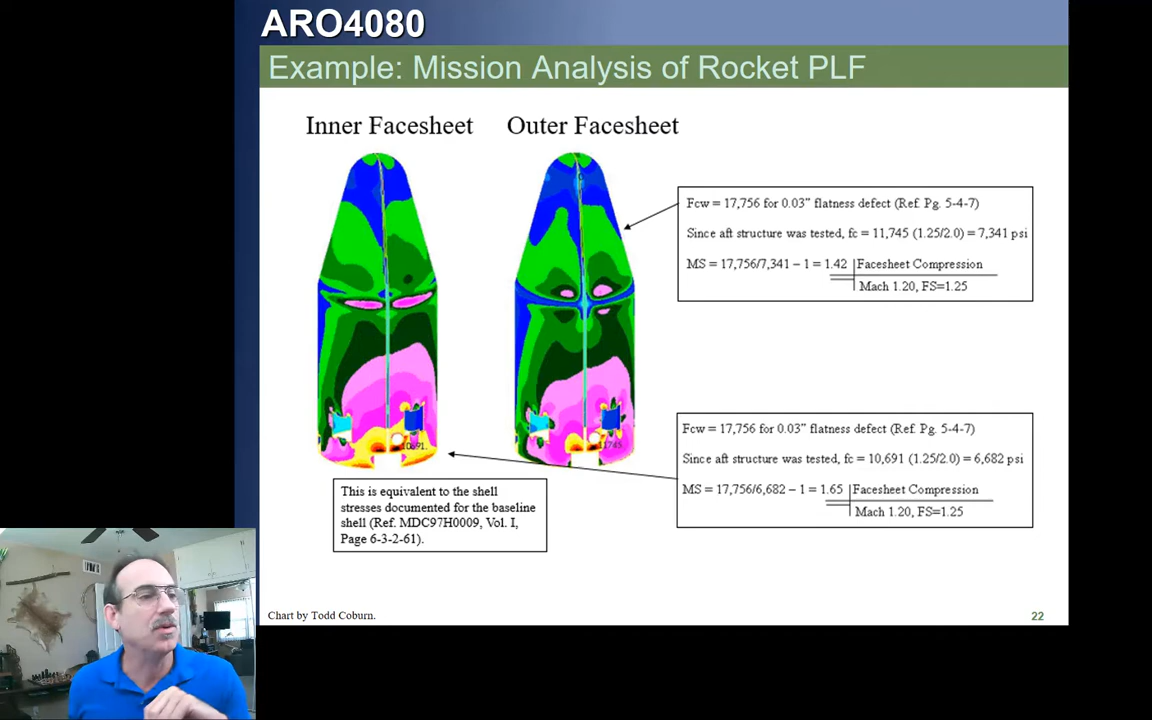 ARO4080
Example: Mission Analysis of Rocket PLF
Inner Facesheet
Outer Facesheet
Fcw = 17,756 for 0.03" flatness defect (Ref. Pg. 5-4-7)
Since aft structure was tested, fc = 11,745 (1.25/2.0) = 7,341 psi
MS = 17,756/7,341 – 1 = 1.42 Facesheet Compression
Mach 1.20, FS=1.25
10691.
11745.
Fcw = 17,756 for 0.03" flatness defect (Ref. Pg. 5-4-7)
Since aft structure was tested, fc = 10,691 (1.25/2.0) = 6,682 psi
MS = 17,756/6,682 – 1 = 1.65 Facesheet Compression
Mach 1.20, FS=1.25
This is equivalent to the shell
stresses documented for the baseline
shell (Ref. MDC97H0009, Vol. I,
Page 6-3-2-61).
Chart by Todd Coburn.
22